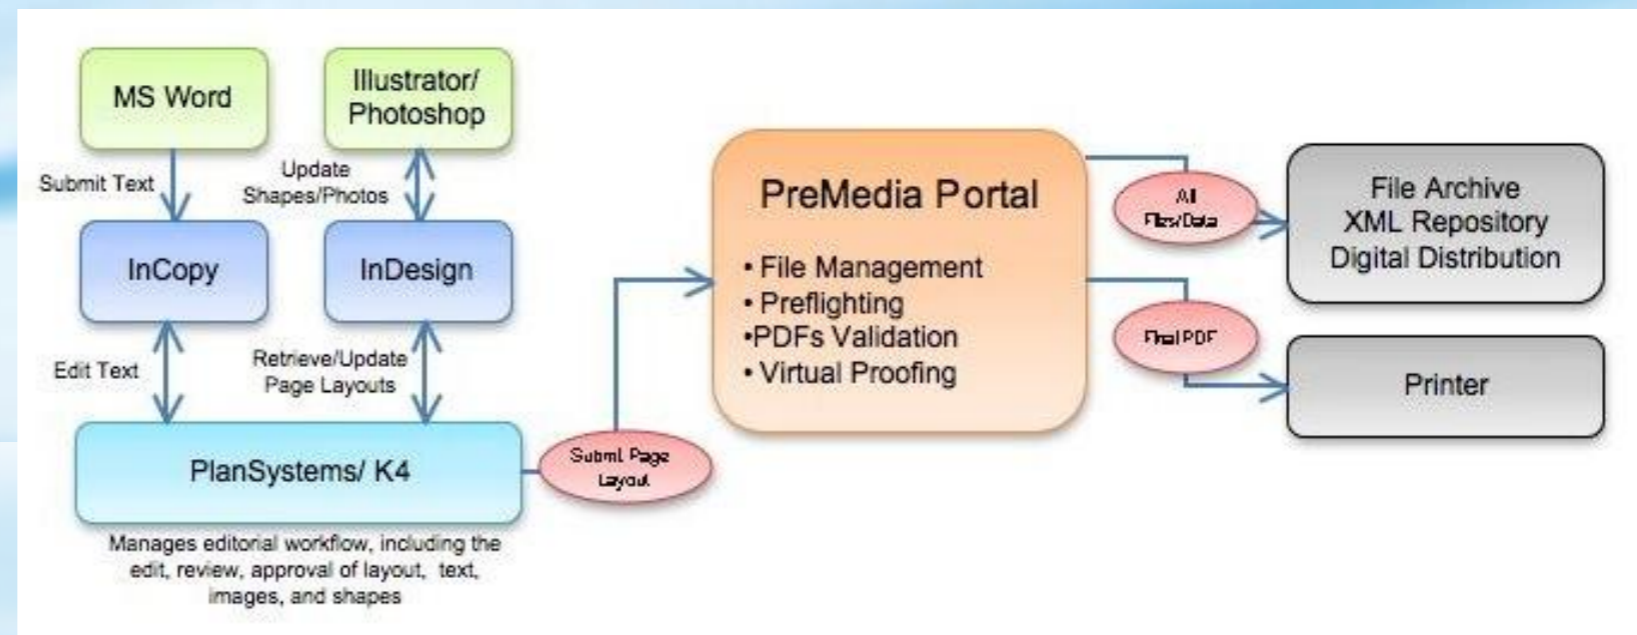 MS Word
Illustrator/
Photoshop
Submit Text
Update
Shapes/Photos
InCopy
InDesign
Edit Text
Retrieve/Update
Page Layouts
PlanSystems/ K4
Manages editorial workflow, including the
edit, review, approval of layout, text,
images, and shapes
Page
Layout
PreMedia Portal
• File Management
• Preflighting
•PDFs Validation
• Virtual Proofing
All
Files/Data
Final PDF
File Archive
XML Repository
Digital Distribution
Printer